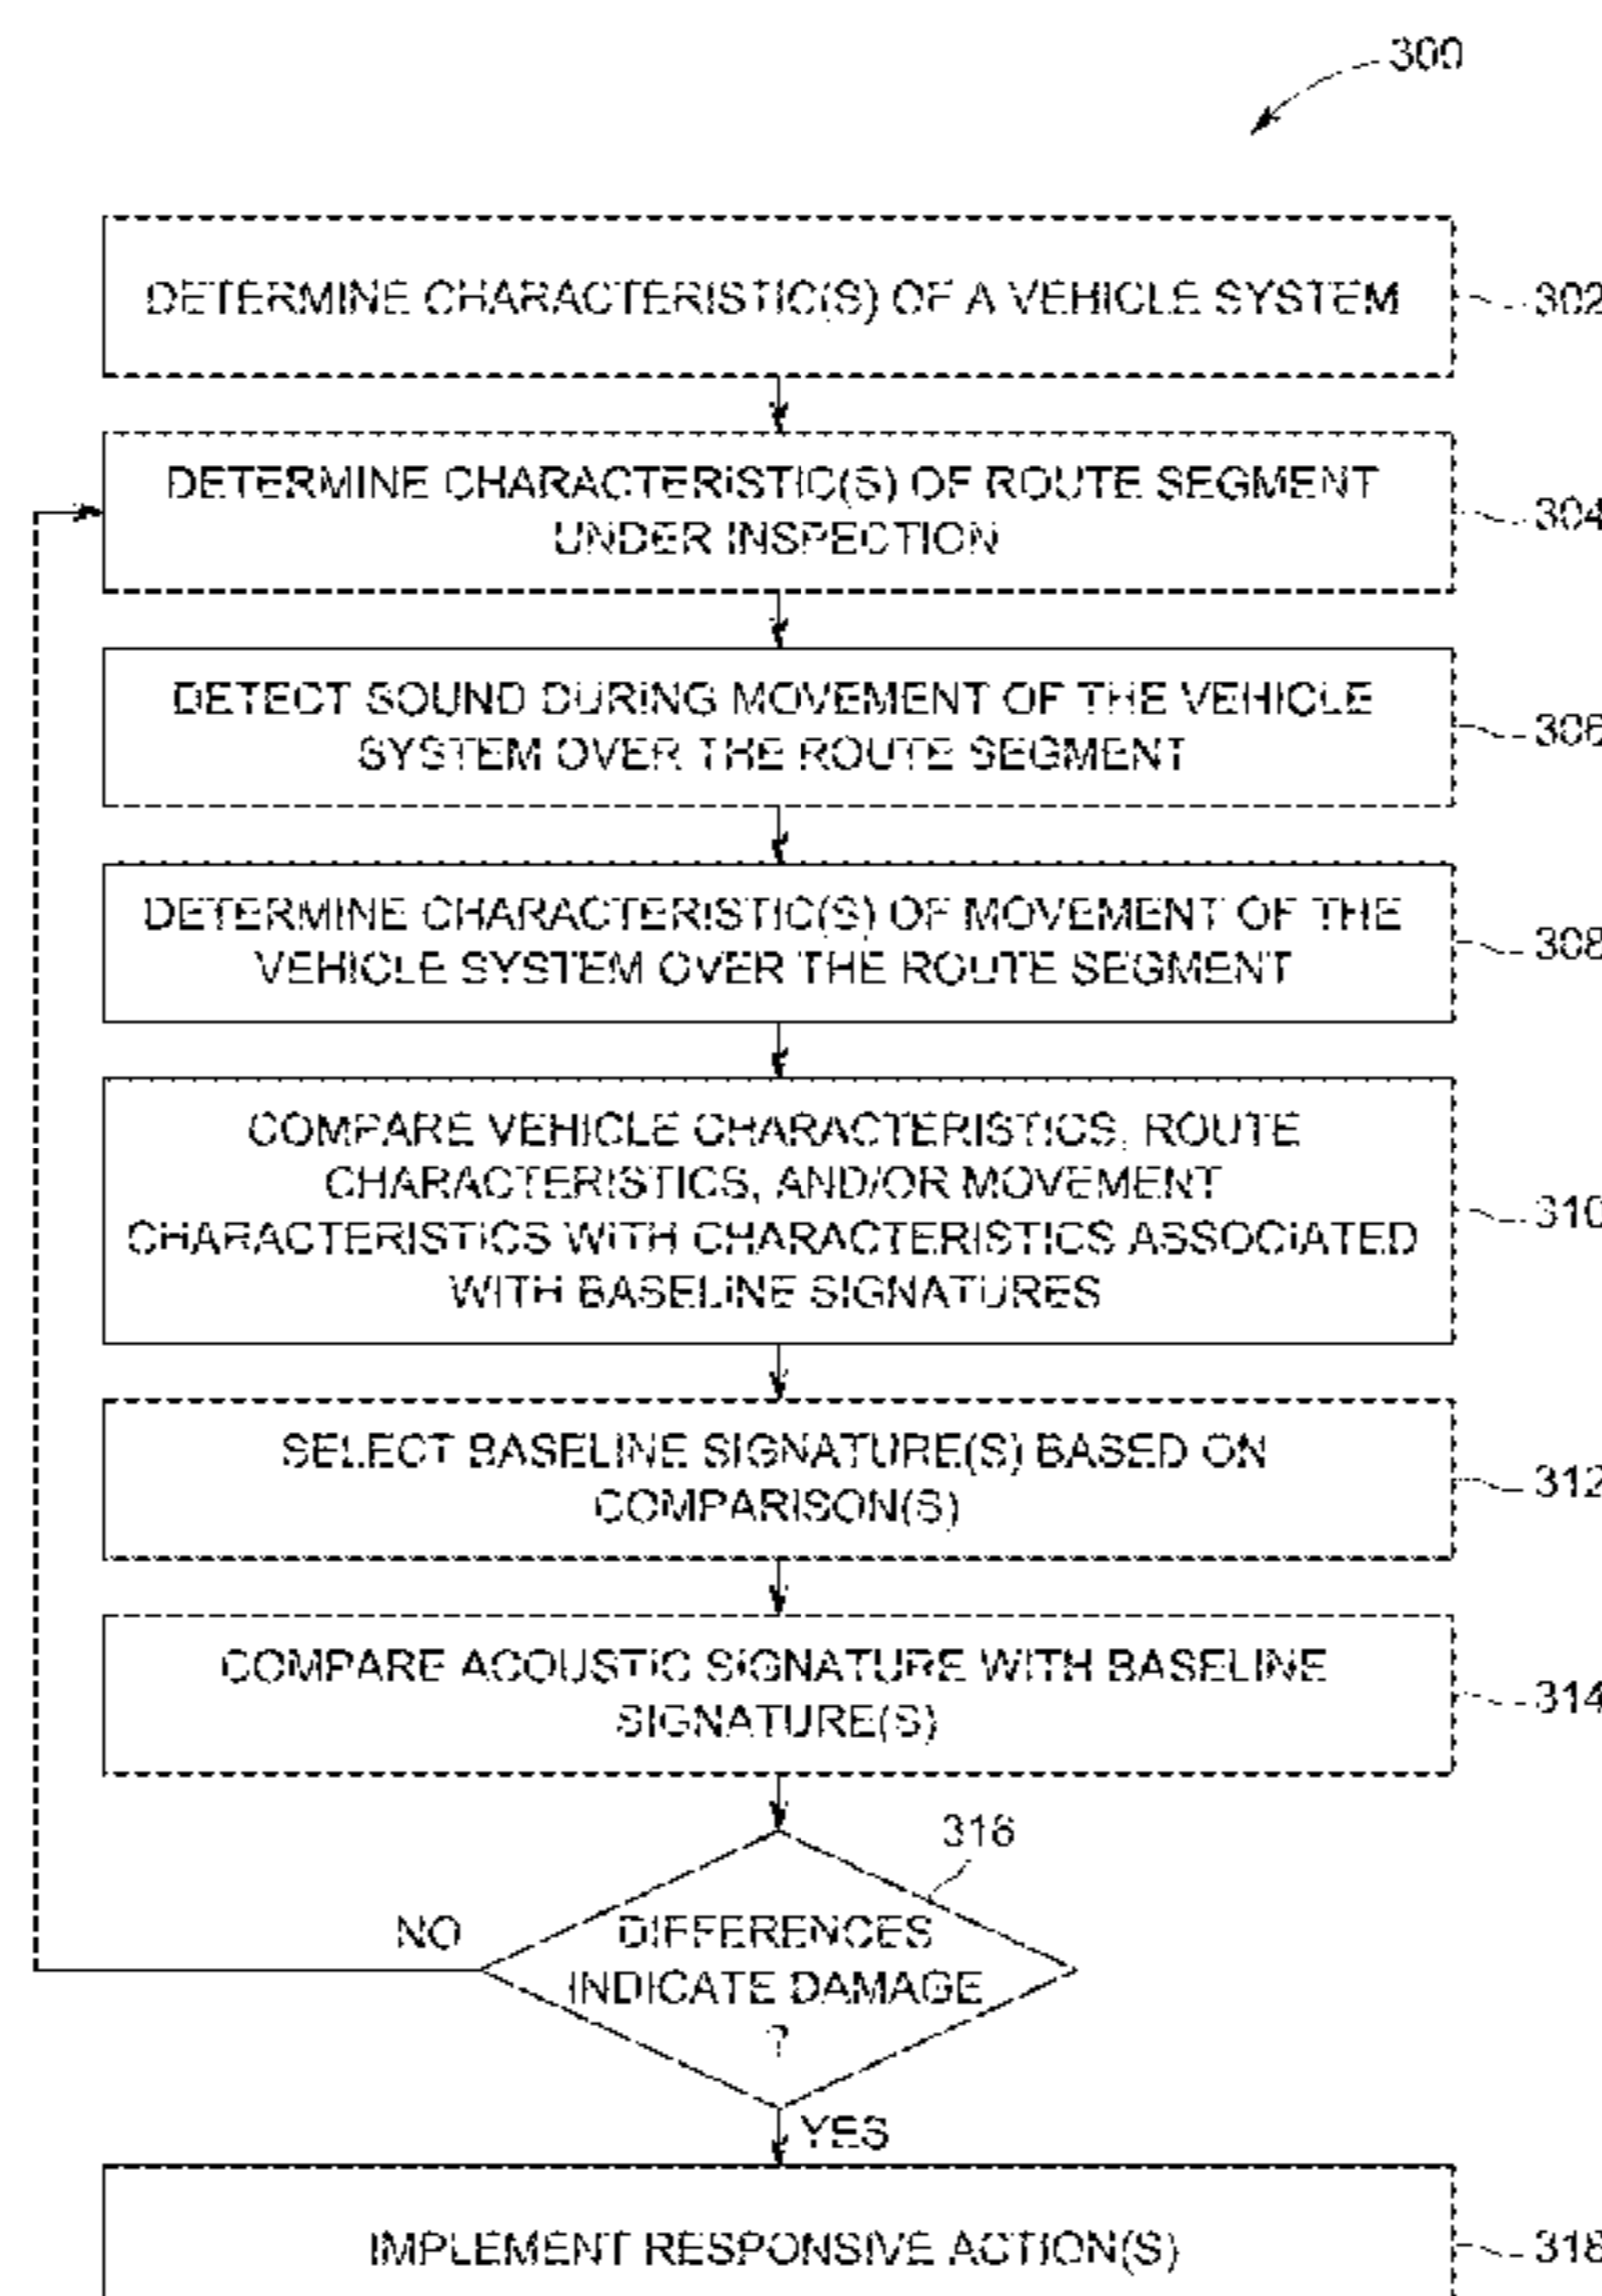 300
DETERMINE CHARACTERISTIC(S) OF A VEHICLE SYSTEM
302
DETERMINE CHARACTERISTIC(S) OF ROUTE SEGMENT
UNDER INSPECTION
304
DETECT SOUND DURING MOVEMENT OF THE VEHICLE
SYSTEM OVER THE ROUTE SEGMENT
306
DETERMINE CHARACTERISTIC(S) OF MOVEMENT OF THE
VEHICLE SYSTEM OVER THE ROUTE SEGMENT
308
COMPARE VEHICLE CHARACTERISTICS, ROUTE
CHARACTERISTICS, AND/OR MOVEMENT
CHARACTERISTICS WITH CHARACTERISTICS ASSOCIATED
WITH BASELINE SIGNATURES
310
SELECT BASELINE SIGNATURE(S) BASED ON
COMPARISON(S)
312
COMPARE ACOUSTIC SIGNATURE WITH BASELINE
SIGNATURE(S)
314
316
NO
DIFFERENCES
INDICATE DAMAGE
?
YES
IMPLEMENT RESPONSIVE ACTION(S)
318